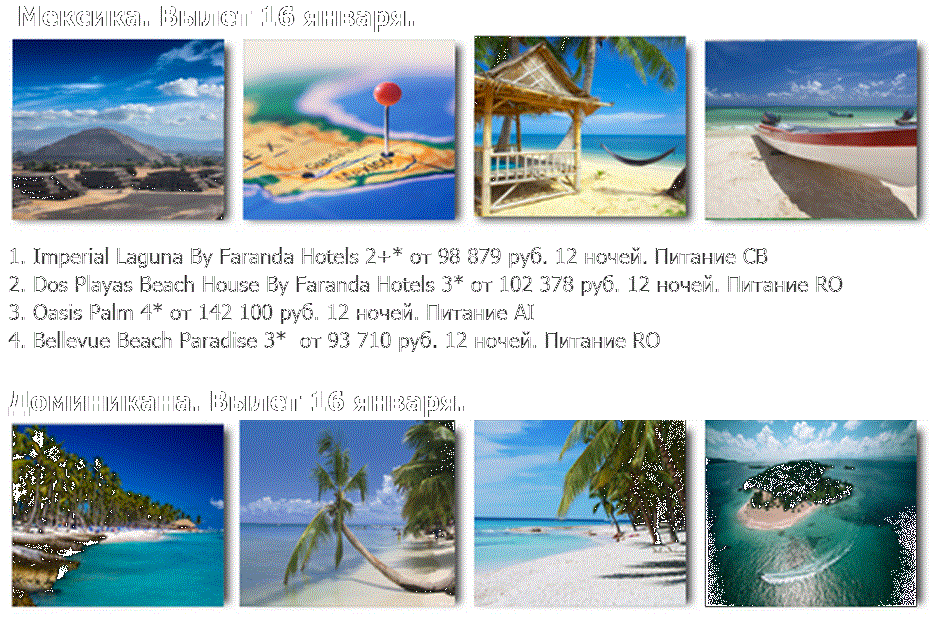 Мексика. Вылет 16 января.
1. Imperial Laguna By Faranda Hotels 2+* от 98 879 руб. 12 ночей. Питание CB
2. Dos Playas Beach House By Faranda Hotels 3* от 102 378 руб. 12 ночей. Питание RO
3. Oasis Palm 4* от 142 100 руб. 12 ночей. Питание AI
4. Bellevue Beach Paradise 3*  от 93 710 руб. 12 ночей. Питание RO
Доминикана. Вылет 16 января.